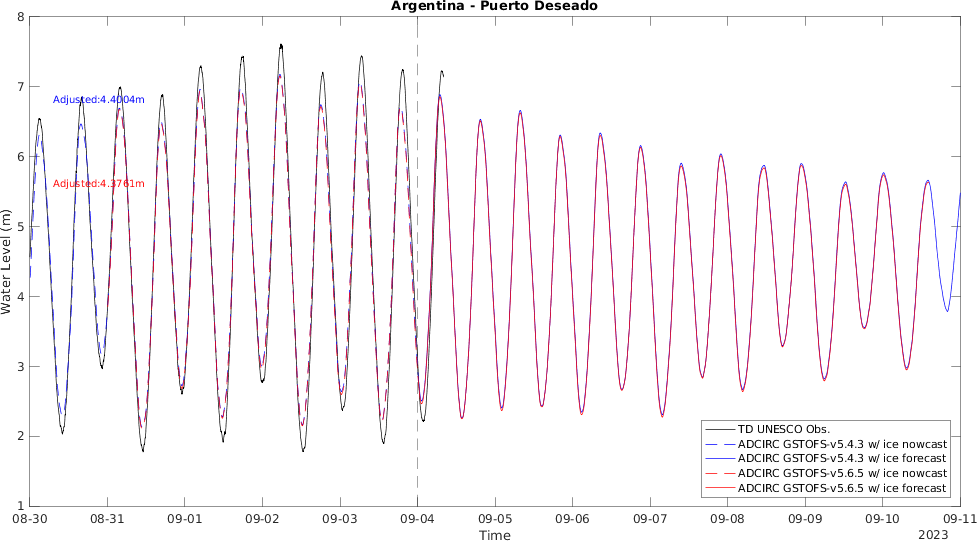 Argentina - Puerto Deseado
8
7
6
5
4
3
2
1
Water Level (m)
Adjusted:4.4004m
Adjusted:4.3761m
TD UNESCO Obs.
ADCIRC GSTOFS-v5.4.3 w/ ice nowcast
ADCIRC GSTOFS-v5.4.3 w/ ice forecast
ADCIRC GSTOFS-v5.6.5 w/ ice nowcast
ADCIRC GSTOFS-v5.6.5 w/ ice forecast
08-30 08-31 09-01 09-02 09-03 09-04 09-05 09-06 09-07 09-08 09-09 09-10 09-11
Time
2023